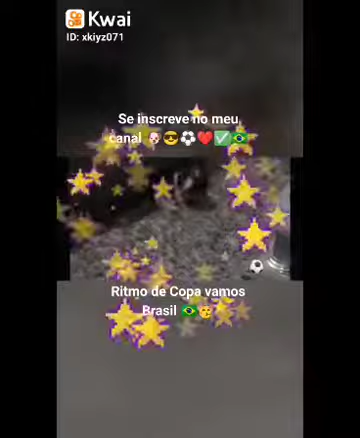 Kwai
ID: xkiyz071
Se inscreve no meu
canal 🐶😎⚽❤️✅🇧🇷
Ritmo de Copa vamos
Brasil 🇧🇷🥳